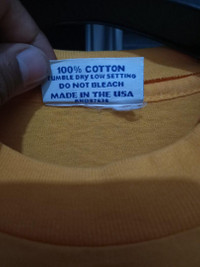 100% COTTON
TUMBLE DRY LOW SETTING
DO NOT BLEACH
MADE IN THE USA